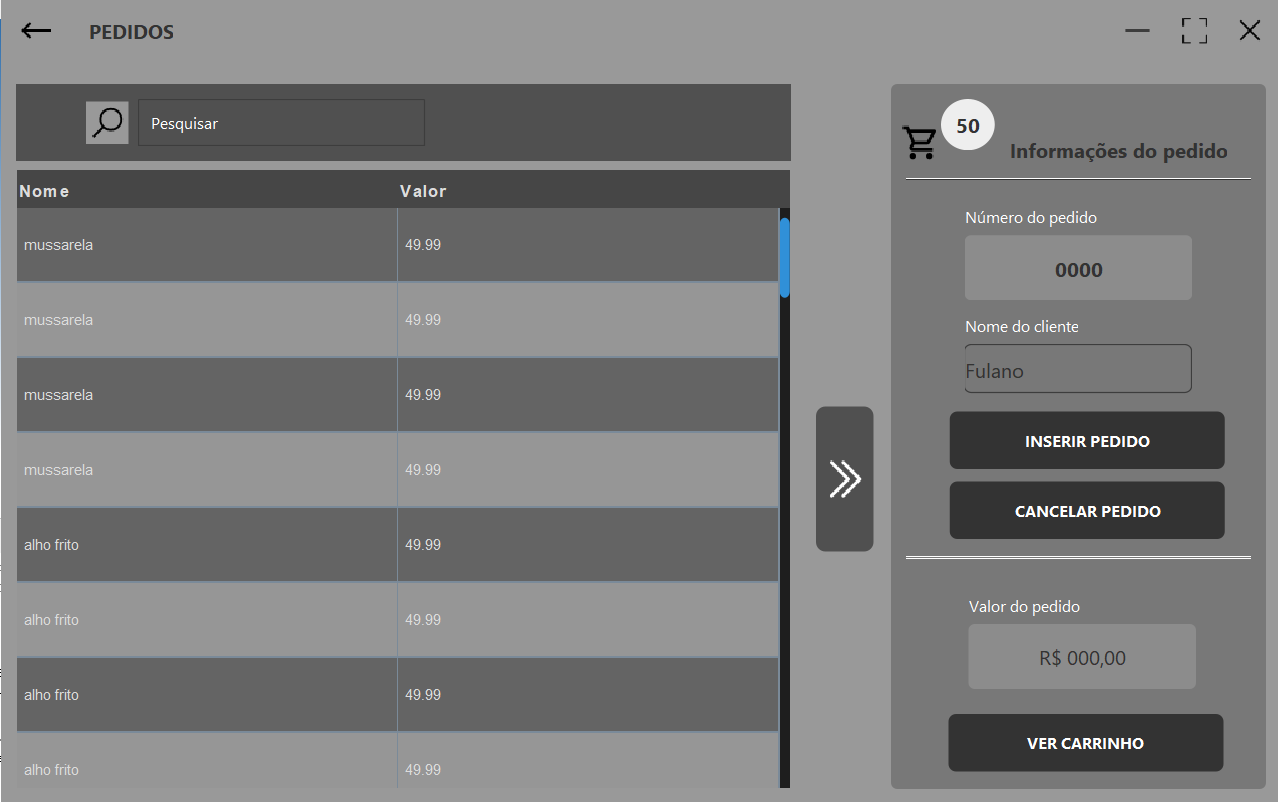 PEDIDOS
Pesquisar
Nome Valor
mussarela 49.99
mussarela 49.99
mussarela 49.99
mussarela 49.99
alho frito 49.99
alho frito 49.99
alho frito 49.99
alho frito 49.99
50
Informações do pedido
Número do pedido
0000
Nome do cliente
Fulano
INSERIR PEDIDO
CANCELAR PEDIDO
Valor do pedido
R$ 000,00
VER CARRINHO